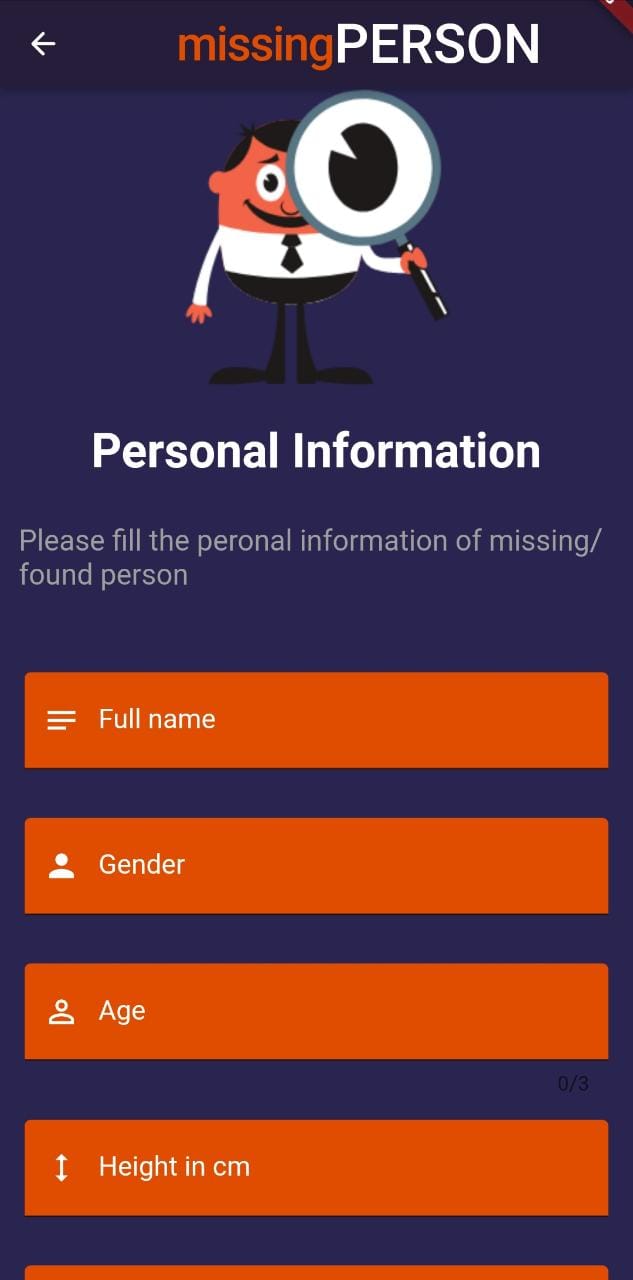 missingPERSON
Personal Information
Please fill the peronal information of missing/
found person
Full name
Gender
Age
0/3
Height in cm